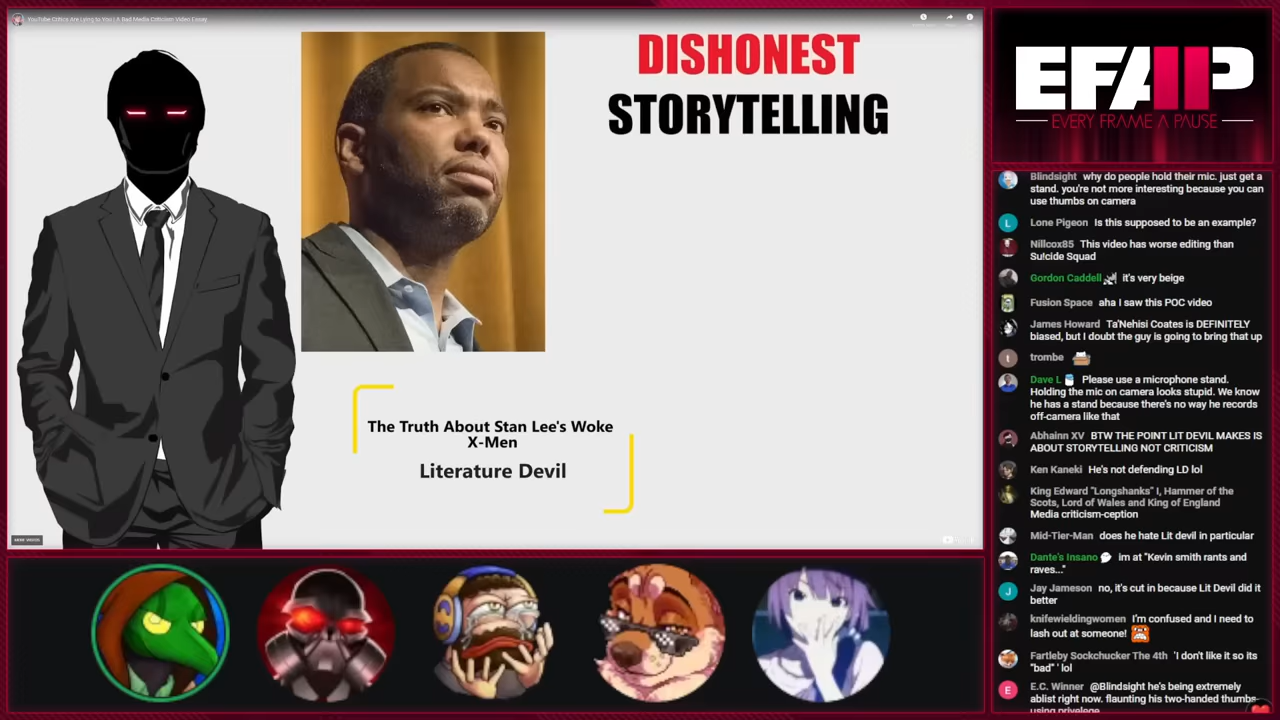 YouTube Critics Are Lying to You | A Bad Media Criticism Video Essay
DISHONEST
STORYTELLING
The Truth About Stan Lee's Woke
X-Men
Literature Devil
EFAP
EVERY FRAME A PAUSE
Blindsight why do people hold their mic. just get a
stand. you're not more interesting because you can
use thumbs on camera
Lone Pigeon Is this supposed to be an example?
Nillcox85 This video has worse editing than
Su!cide Squad
Gordon Caddell it's very beige
Fusion Space aha I saw this POC video
James Howard Ta'Nehisi Coates is DEFINITELY
biased, but I doubt the guy is going to bring that up
trombe
Dave L Please use a microphone stand.
Holding the mic on camera looks stupid. We know
he has a stand because there's no way he records
off-camera like that
Abhainn XV BTW THE POINT LIT DEVIL MAKES IS
ABOUT STORYTELLING NOT CRITICISM
Ken Kaneki He's not defending LD lol
King Edward "Longshanks" I, Hammer of the
Scots, Lord of Wales and King of England
Media criticism-ception
Mid-Tier-Man does he hate Lit devil in particular
Dante's Insano im at "Kevin smith rants and
raves..."
Jay Jameson no, it's cut in because Lit Devil did it
better
knifewieldingwomen I'm confused and I need to
lash out at someone!
Fartleby Sockchucker The 4th 'I don't like it so its
"bad" ' lol
E.C. Winner @Blindsight he's being extremely
ablist right now. flaunting his two-handed thumbs-
using privelege